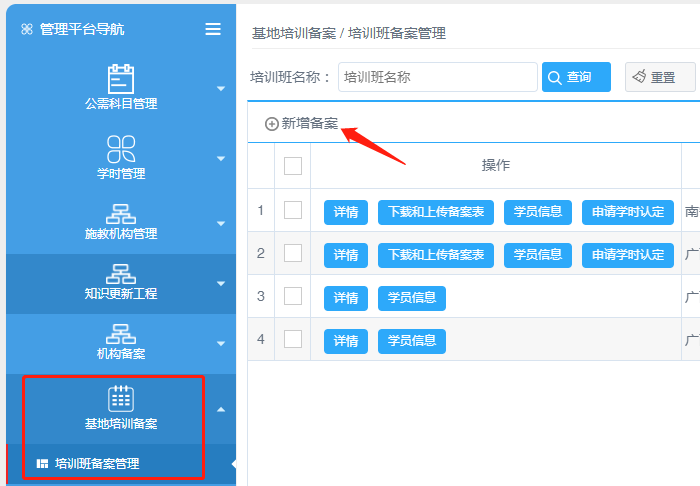 管理平台导航
公需科目管理
学时管理
施教机构管理
知识更新工程
机构备案
基地培训备案
培训班备案管理
基地培训备案 / 培训班备案管理
培训班名称： 培训班名称 查询 重置
新增备案
操作
1 详情 下载和上传备案表 学员信息 申请学时认定 南
2 详情 下载和上传备案表 学员信息 申请学时认定 广
3 详情 学员信息 广
4 详情 学员信息 广